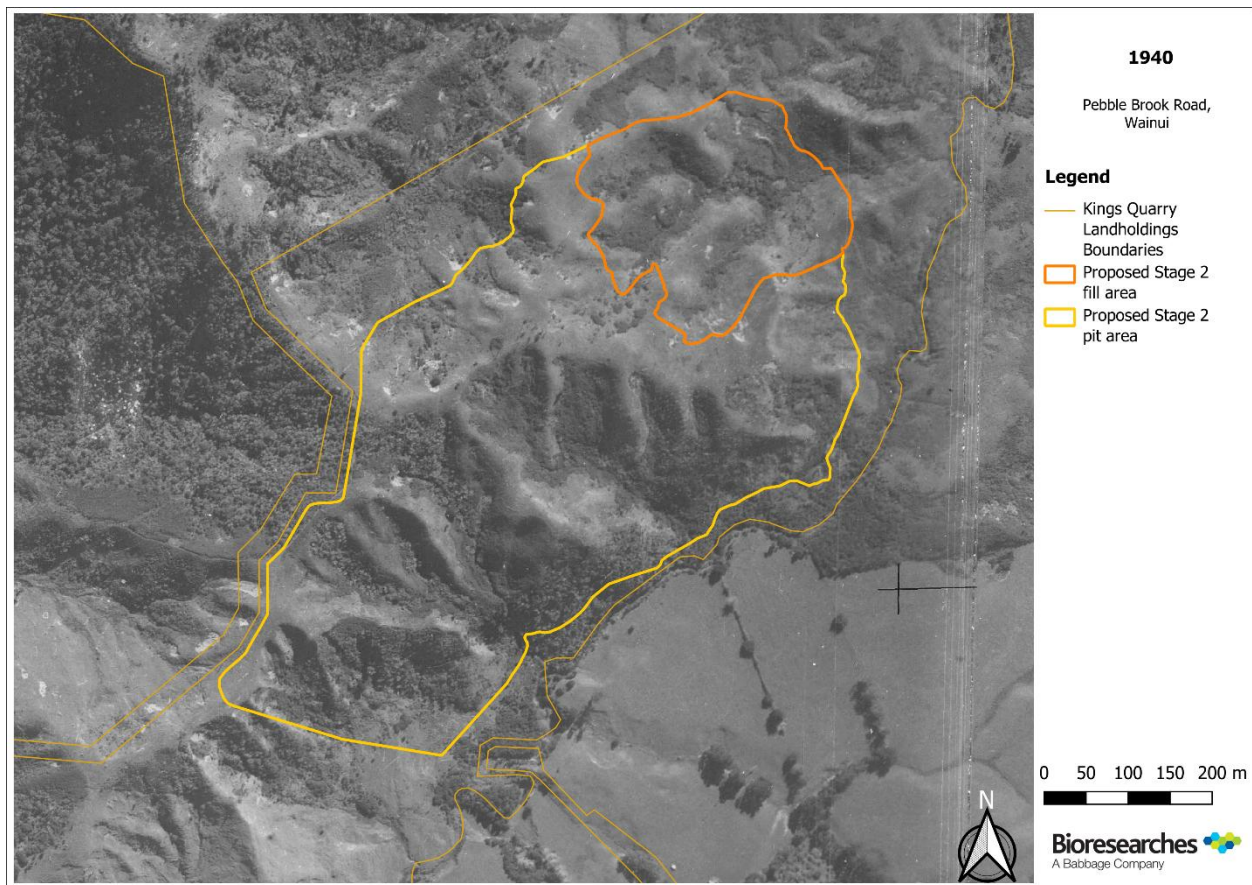 1940
Pebble Brook Road,
Wainui
Legend
Kings Quarry
Landholdings
Boundaries
Proposed Stage 2
fill area
Proposed Stage 2
pit area
0 50 100 150 200 m
N
Bioresearches
A Babbage Company